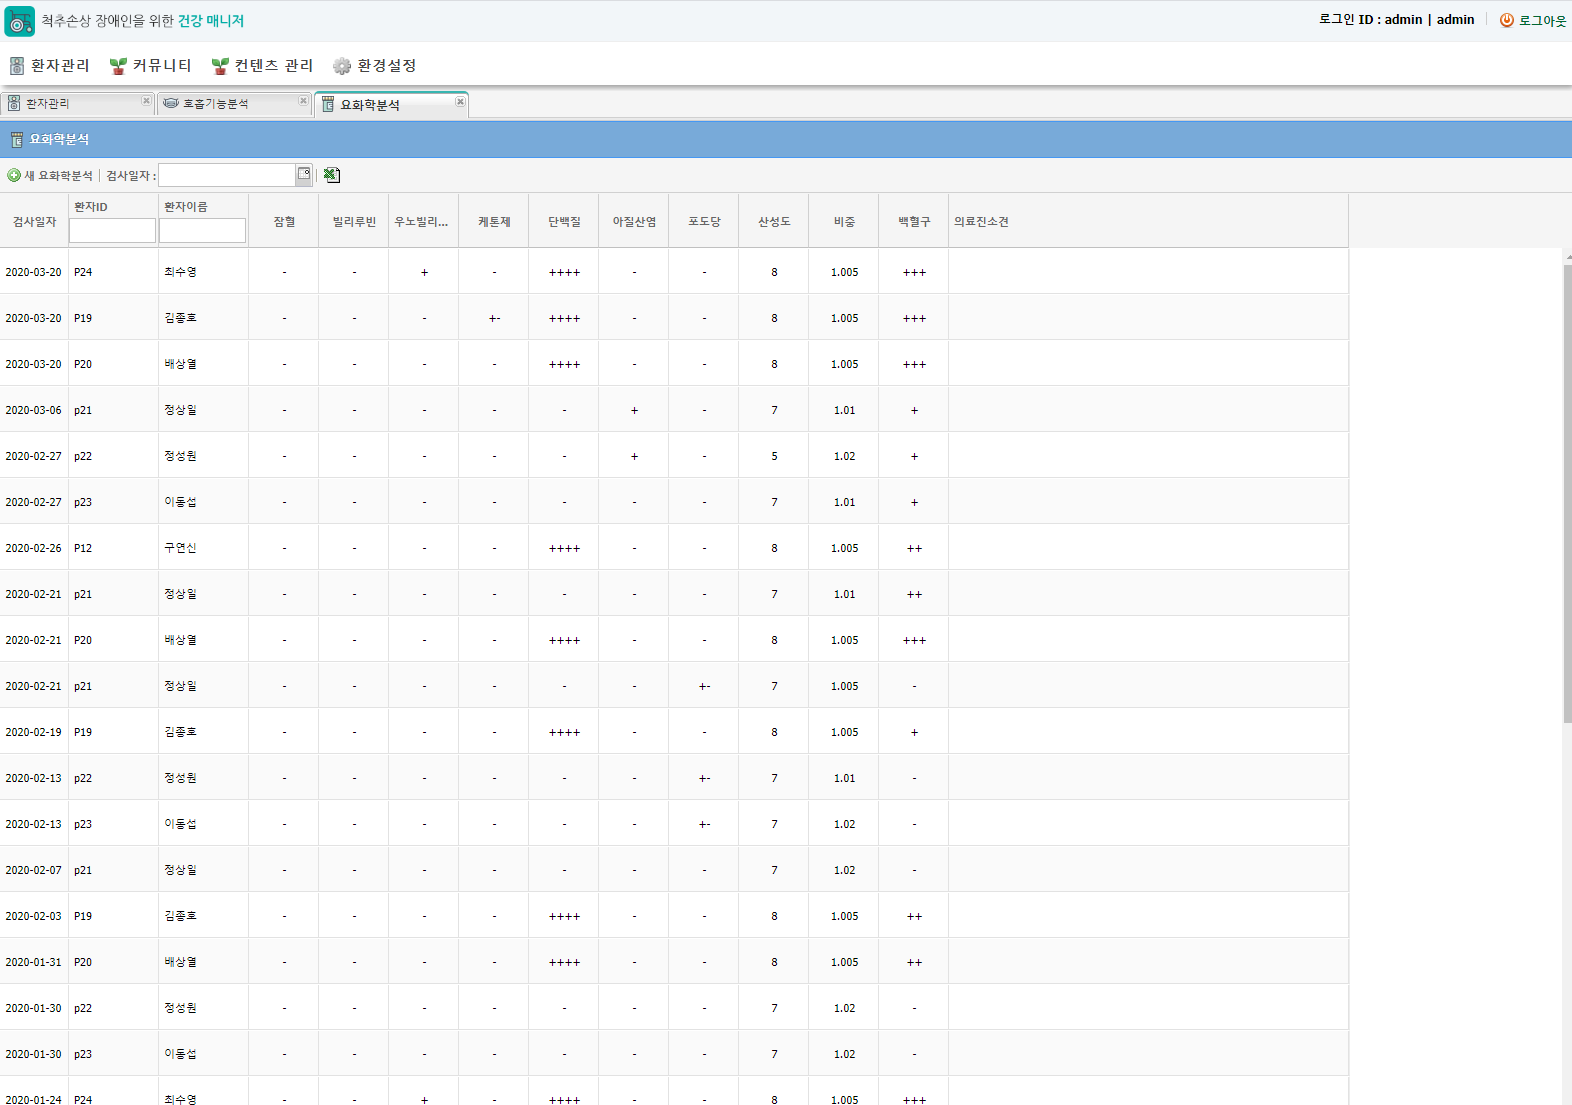 척추손상 장애인을 위한 건강 매니저
로그인 ID : admin | admin 로그아웃
환자관리 커뮤니티 컨텐츠 관리 환경설정
환자관리 호흡기능분석 요화학분석
요화학분석
새 요화학분석 검사일자 :
검사일자 환자ID 환자이름 잠혈 빌리루빈 우노빌리... 케톤제 단백질 아질산염 포도당 산성도 비중 백혈구 의료진소견
2020-03-20 P24 최수영 - - + - ++++ - - 8 1.005 +++
2020-03-20 P19 김종호 - - - +- ++++ - - 8 1.005 +++
2020-03-20 P20 배상열 - - - - ++++ - - 8 1.005 +++
2020-03-06 p21 정상일 - - - - - + - 7 1.01 +
2020-02-27 p22 정성원 - - - - - + - 5 1.02 +
2020-02-27 p23 이동섭 - - - - - - - 7 1.01 +
2020-02-26 P12 구연신 - - - - ++++ - - 8 1.005 ++
2020-02-21 p21 정상일 - - - - - - - 7 1.01 ++
2020-02-21 P20 배상열 - - - - ++++ - - 8 1.005 +++
2020-02-21 p21 정상일 - - - - - - +- 7 1.005 -
2020-02-19 P19 김종호 - - - - ++++ - - 8 1.005 +
2020-02-13 p22 정성원 - - - - - - +- 7 1.01 -
2020-02-13 p23 이동섭 - - - - - - +- 7 1.02 -
2020-02-07 p21 정상일 - - - - - - - 7 1.02 -
2020-02-03 P19 김종호 - - - - ++++ - - 8 1.005 ++
2020-01-31 P20 배상열 - - - - ++++ - - 8 1.005 ++
2020-01-30 p22 정성원 - - - - - - - 7 1.02 -
2020-01-30 p23 이동섭 - - - - - - - 7 1.02 -
2020-01-24 P24 최수영 - - + - ++++ - - 8 1.005 +++